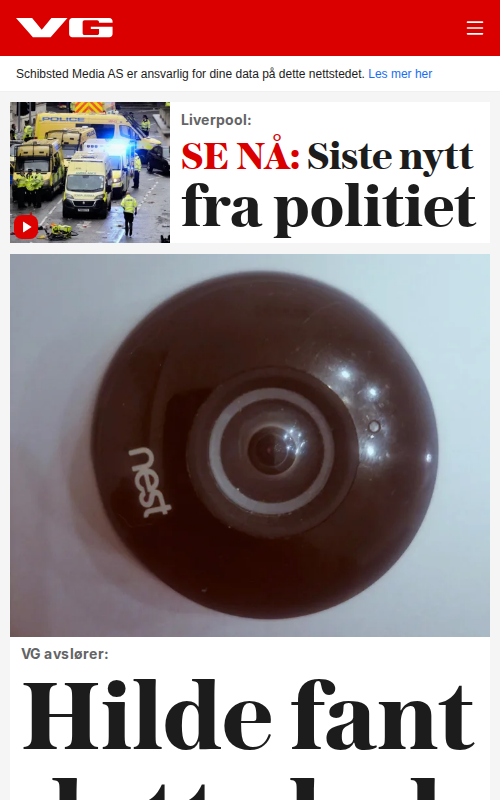 VG
Schibsted Media AS er ansvarlig for dine data på dette nettstedet. Les mer her
POLICE
Liverpool:
SE NÅ: Siste nytt
fra politiet
nest
VG avslører:
Hilde fant